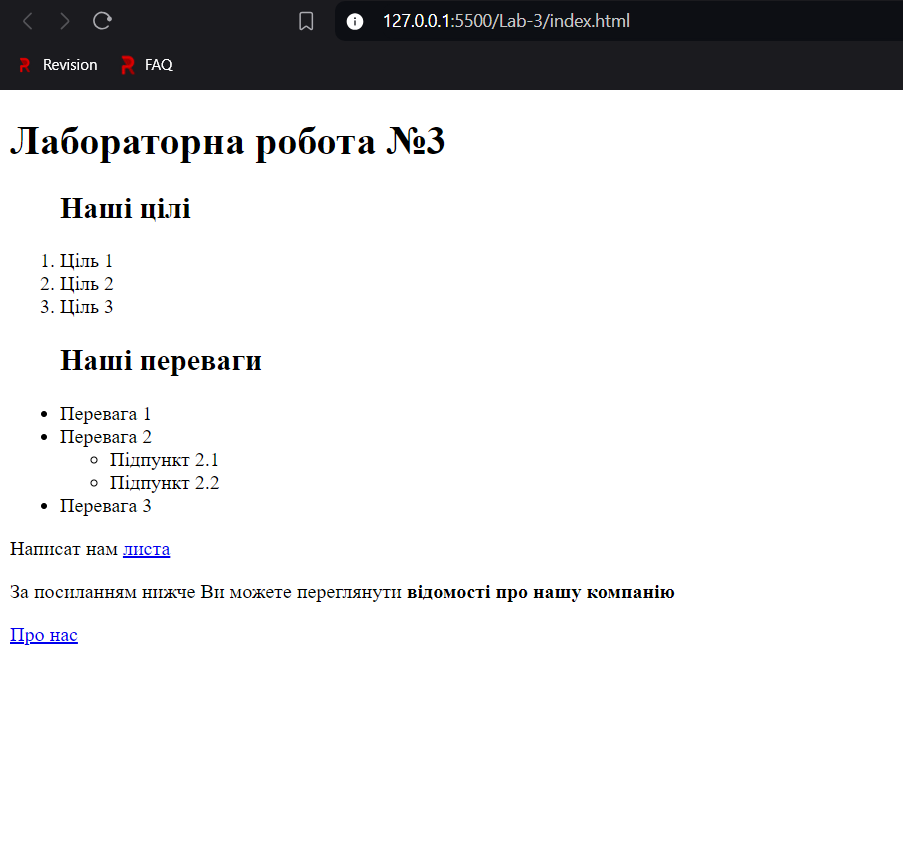 127.0.0.1:5500/Lab-3/index.html
Revision FAQ
Лабораторна робота №3
Наші цілі
1. Ціль 1
2. Ціль 2
3. Ціль 3
Наші переваги
Перевага 1
Перевага 2
Підпункт 2.1
Підпункт 2.2
Перевага 3
Написат нам листа
За посиланням нижче Ви можете переглянути відомості про нашу компанію
Про нас